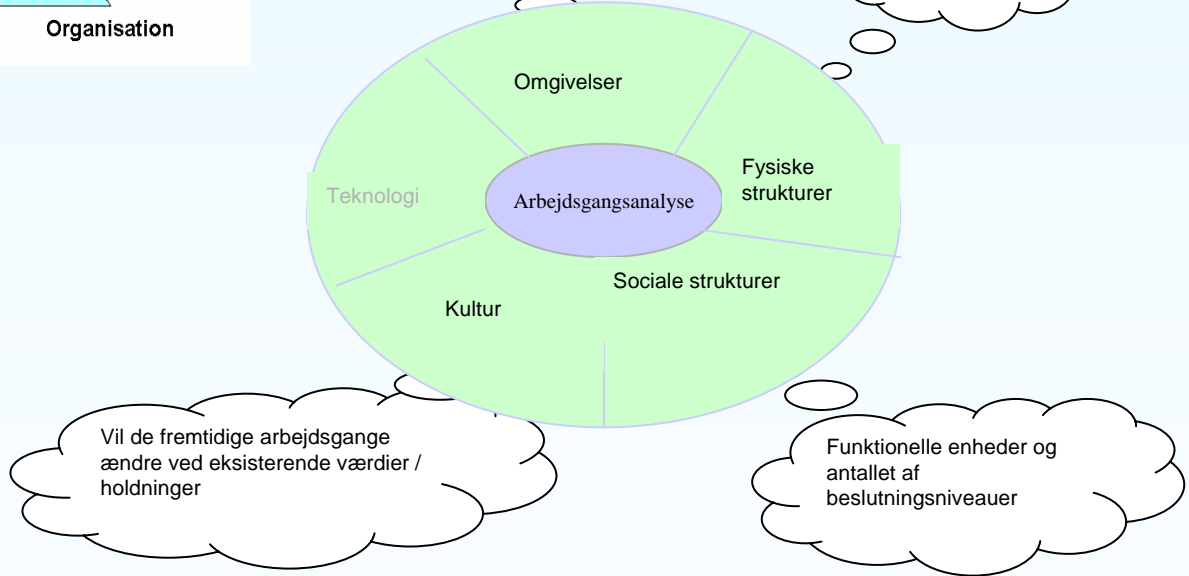 Organisation
Omgivelser
Fysiske
strukturer
Teknologi
Arbejdsgangsanalyse
Sociale strukturer
Kultur
Vil de fremtidige arbejdsgange
ændre ved eksisterende værdier /
holdninger
Funktionelle enheder og
antallet af
beslutningsniveauer